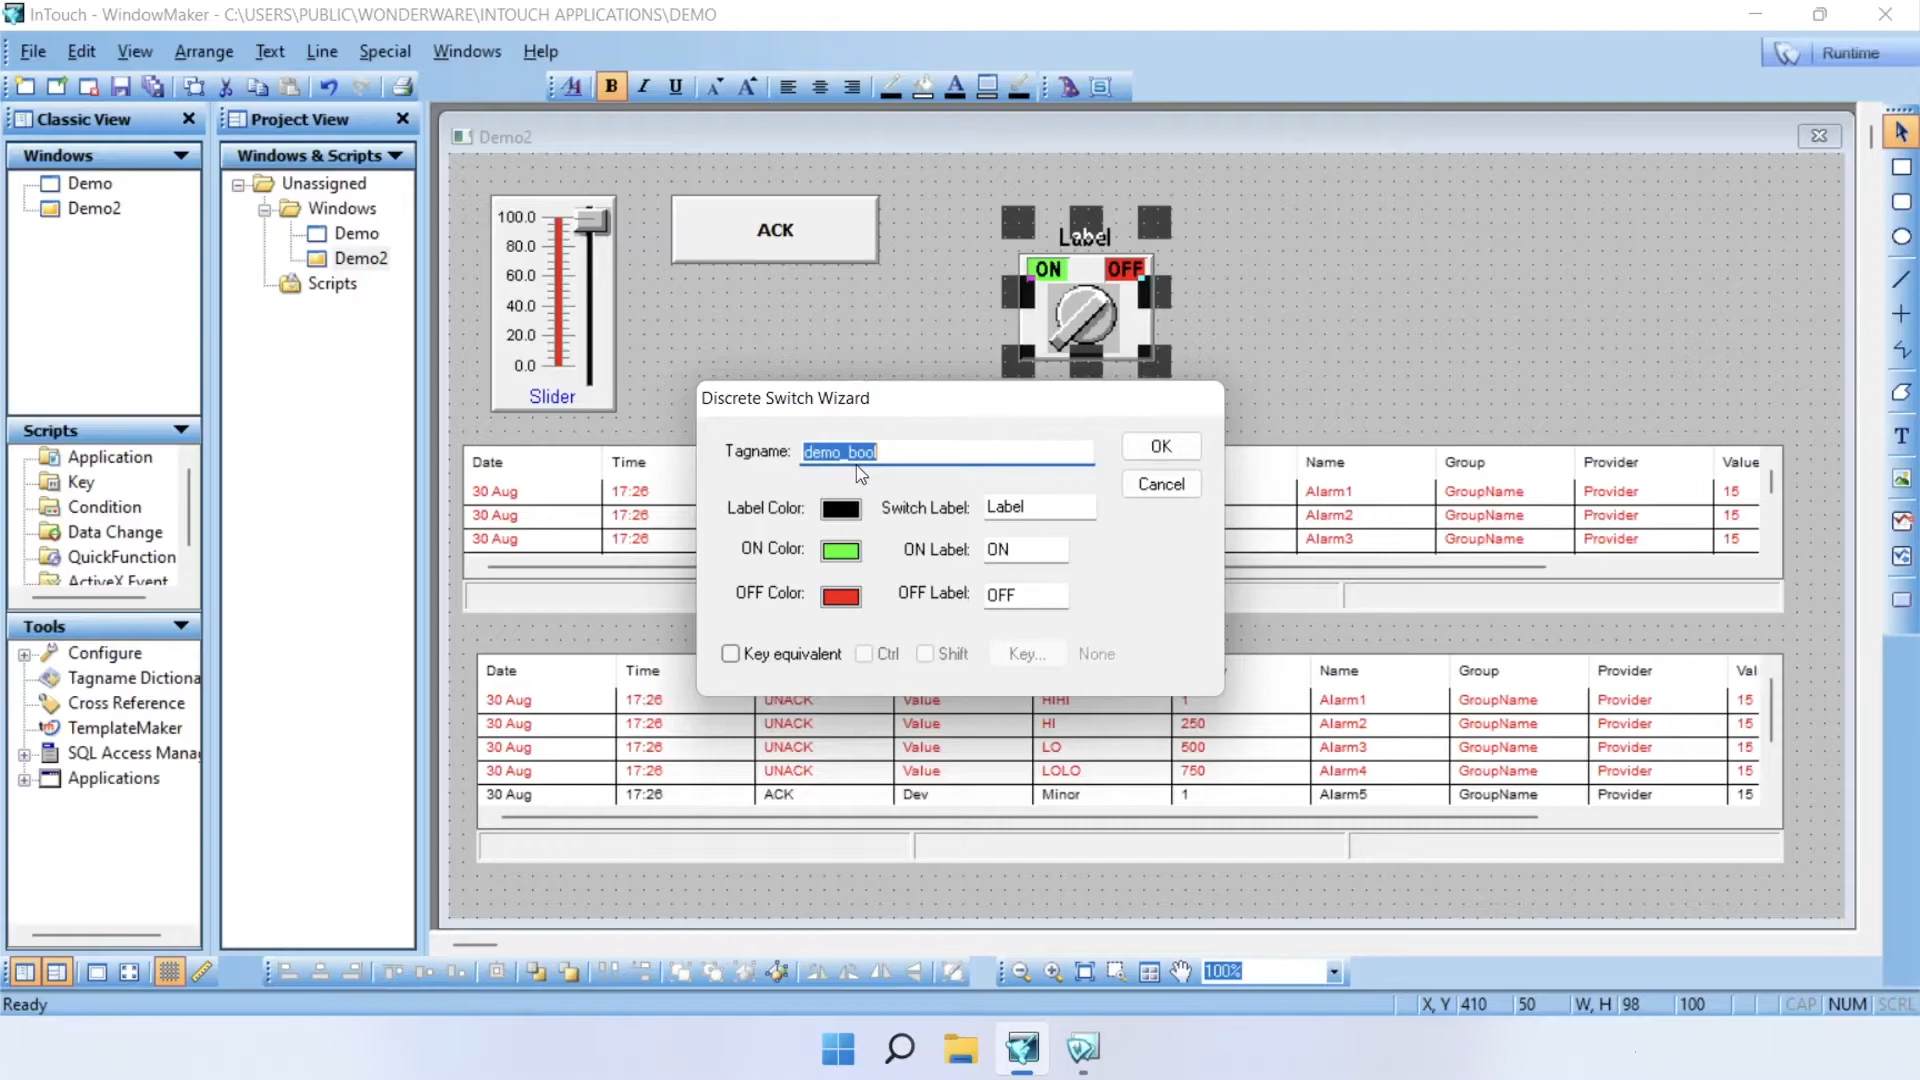 InTouch - WindowMaker - C:\USERS\PUBLIC\WONDERWARE\INTOUCH APPLICATIONS\DEMO
File Edit View Arrange Text Line Special Windows Help
Runtime
B I U
Classic View
Windows
Demo
Demo2
Scripts
Application
Key
Condition
Data Change
QuickFunction
ActiveX Event
Tools
Configure
Tagname Dictiona
Cross Reference
TemplateMaker
SQL Access Mana
Applications
Project View
Windows & Scripts
Unassigned
Windows
Demo
Demo2
Scripts
Demo2
100.0
80.0
60.0
40.0
20.0
0.0
Slider
ACK
Label
ON OFF
Date Time Name Group Provider Value
30 Aug 17:26 Alarm1 GroupName Provider 15
30 Aug 17:26 Alarm2 GroupName Provider 15
30 Aug 17:26 Alarm3 GroupName Provider 15
Discrete Switch Wizard
Tagname: demo_bool OK
Cancel
Label Color: Switch Label: Label
ON Color: ON Label: ON
OFF Color: OFF Label: OFF
Key equivalent Ctrl Shift Key... None
Date Time Name Group Provider Val
30 Aug 17:26 UNACK Value HIHI 1 Alarm1 GroupName Provider 15
30 Aug 17:26 UNACK Value HI 250 Alarm2 GroupName Provider 15
30 Aug 17:26 UNACK Value LO 500 Alarm3 GroupName Provider 15
30 Aug 17:26 UNACK Value LOLO 750 Alarm4 GroupName Provider 15
30 Aug 17:26 ACK Dev Minor 1 Alarm5 GroupName Provider 15
100%
Ready X, Y 410 50 W, H 98 100 CAP NUM SCRL